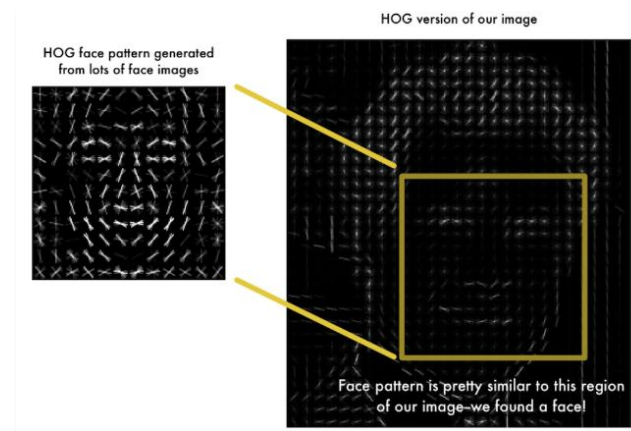 HOG version of our image
HOG face pattern generated
from lots of face images
Face pattern is pretty similar to this region
of our image–we found a face!